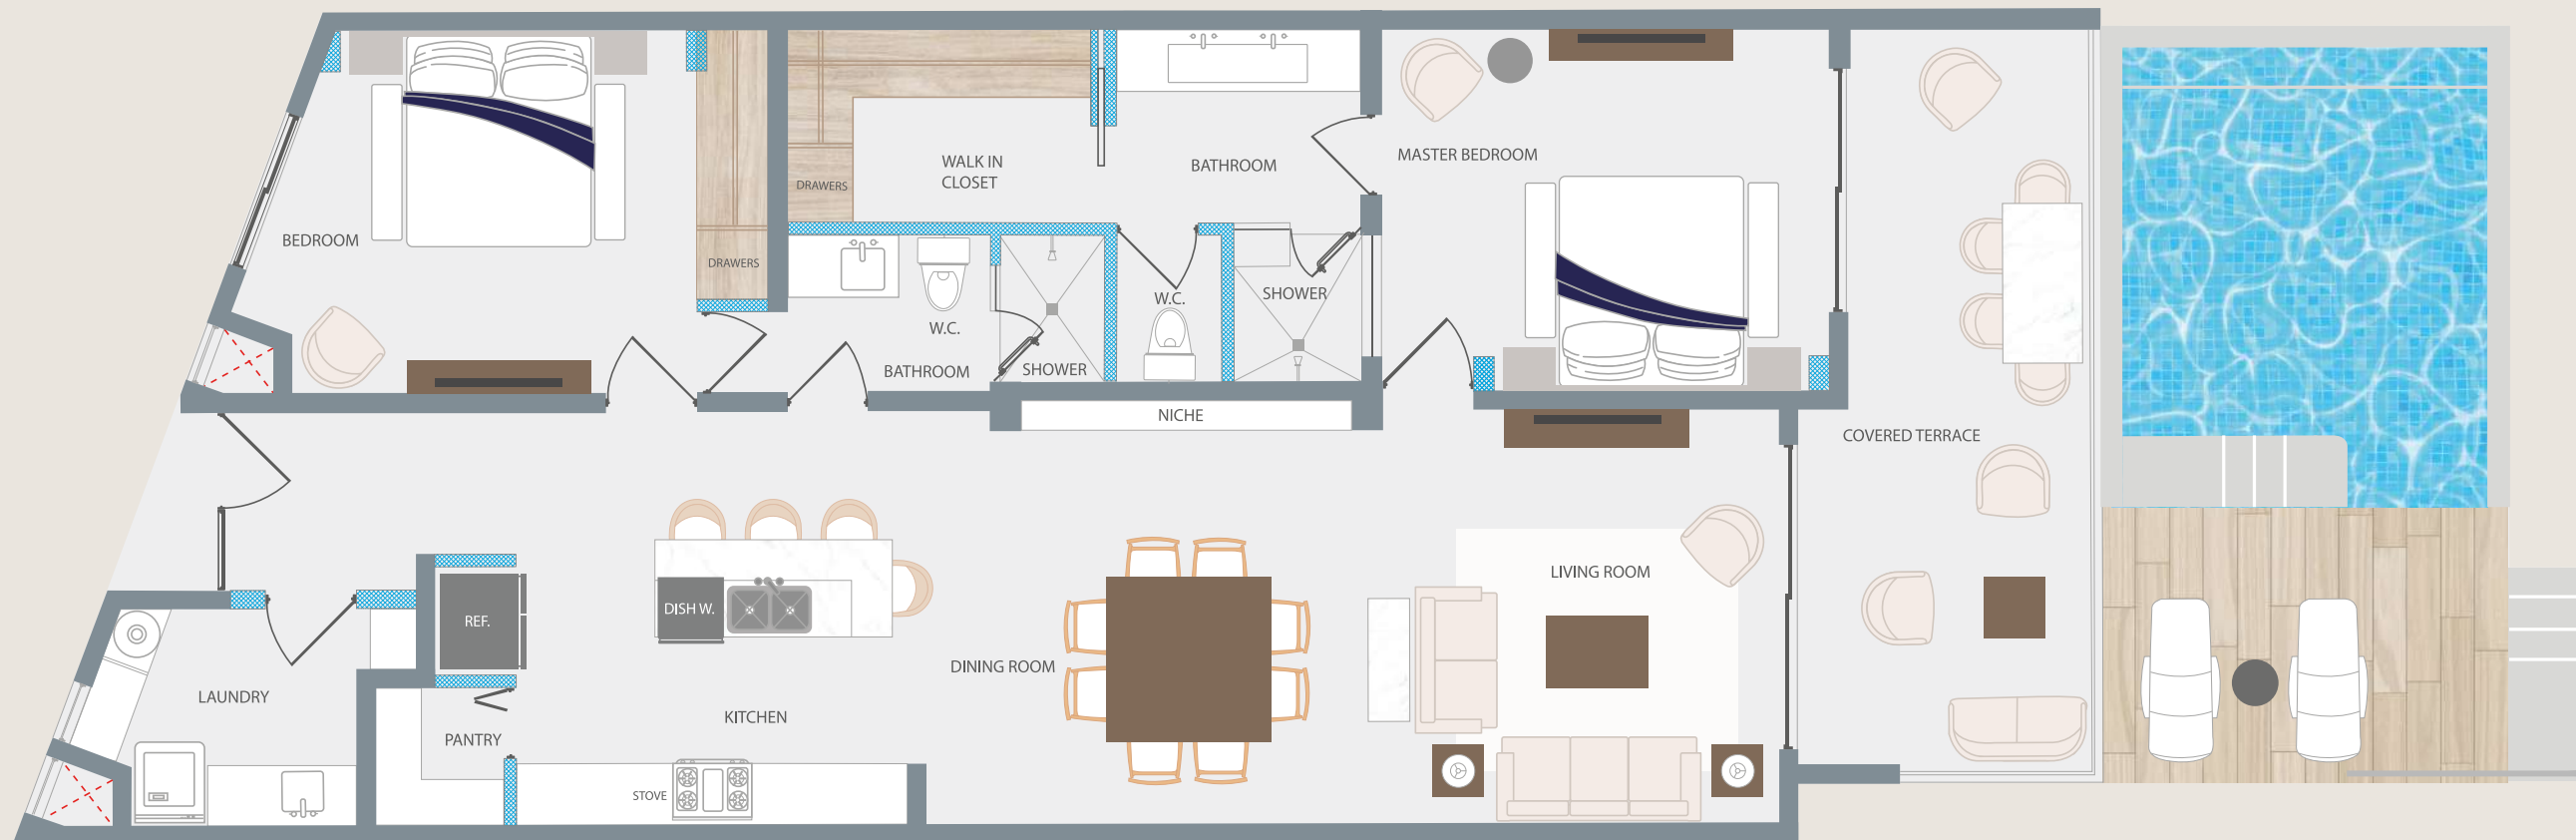 WALK IN
CLOSET
BATHROOM
MASTER BEDROOM
DRAWERS
BEDROOM
DRAWERS
SHOWER
W.C.
W.C.
BATHROOM
SHOWER
NICHE
COVERED TERRACE
LIVING ROOM
DISH W.
REF.
DINING ROOM
LAUNDRY
KITCHEN
PANTRY
STOVE